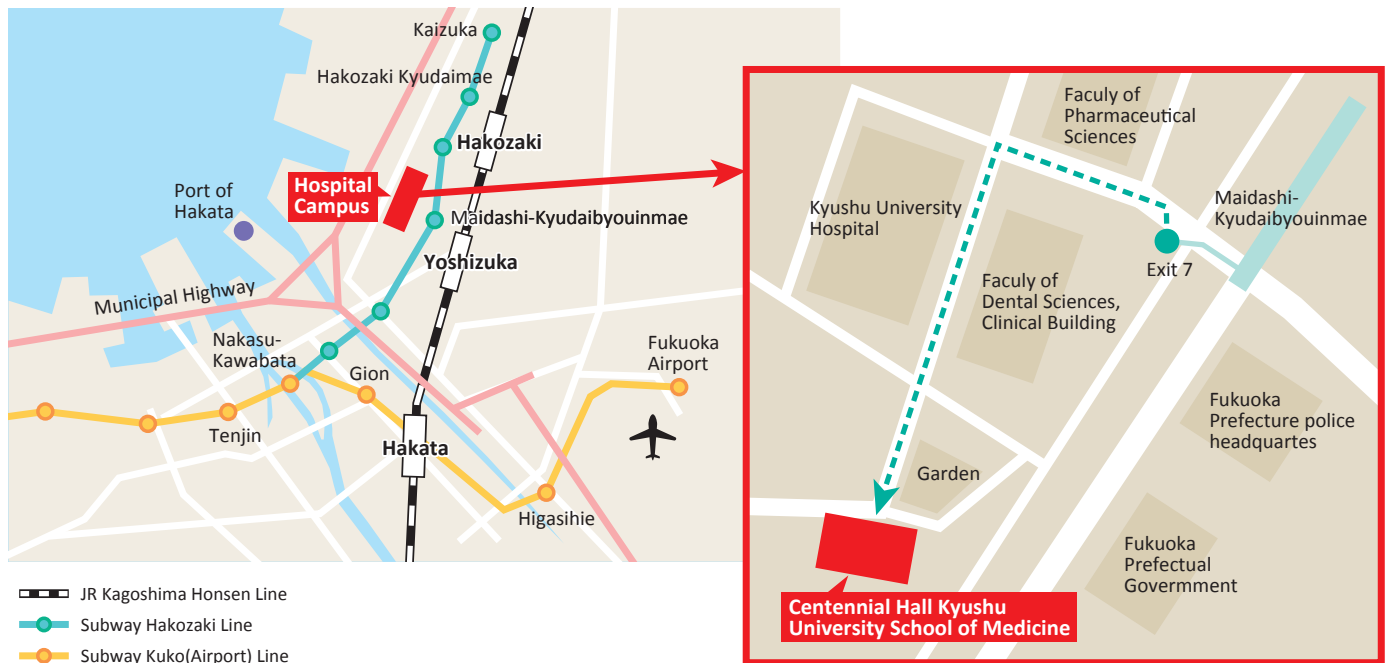 Kaizuka
Hakozaki Kyudaimae
Hakozaki
Hospital
Campus
Port of
Hakata
Maidashi-Kyudaibyouinmae
Yoshizuka
Municipal Highway
Nakasu-
Kawabata
Gion
Fukuoka
Airport
Tenjin
Hakata
Higasihie
JR Kagoshima Honsen Line
Subway Hakozaki Line
Subway Kuko(Airport) Line
Faculy of
Pharmaceutical
Sciences
Kyushu University
Hospital
Maidashi-
Kyudaibyouinmae
Exit 7
Faculy of
Dental Sciences,
Clinical Building
Fukuoka
Prefecture police
headquartes
Garden
Fukuoka
Prefectual
Govermment
Centennial Hall Kyushu
University School of Medicine